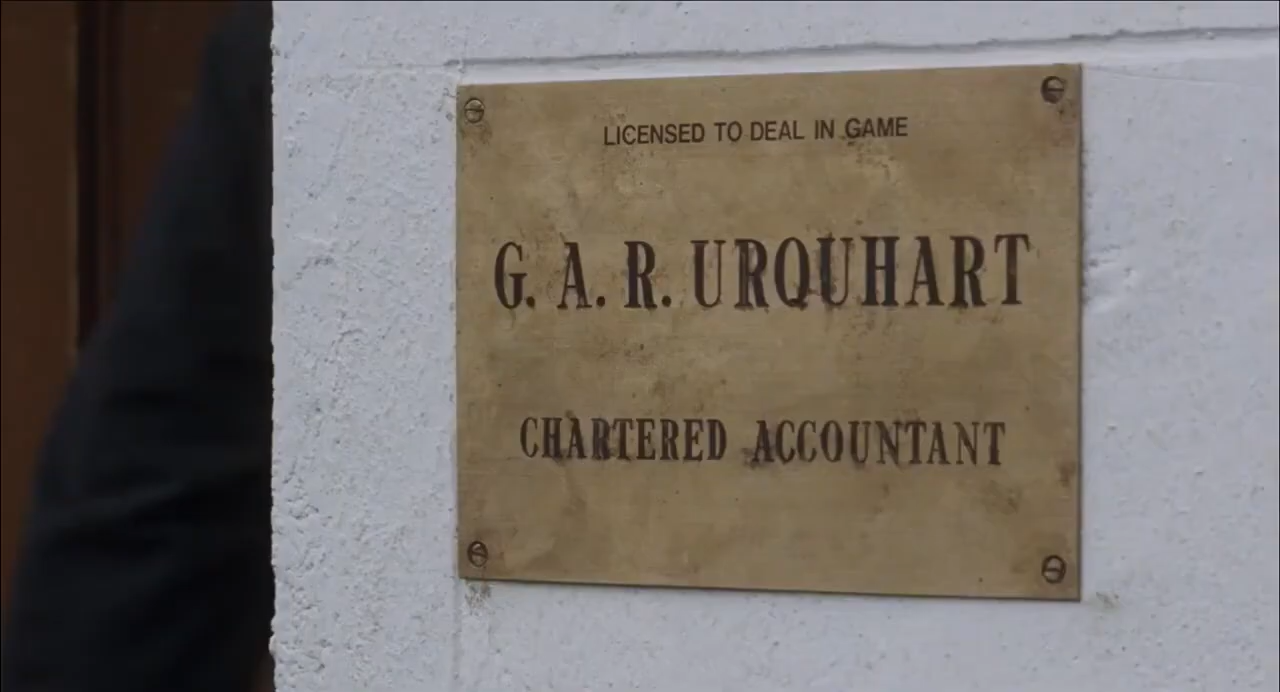 LICENSED TO DEAL IN GAME
G. A. R. URQUHART
CHARTERED ACCOUNTANT